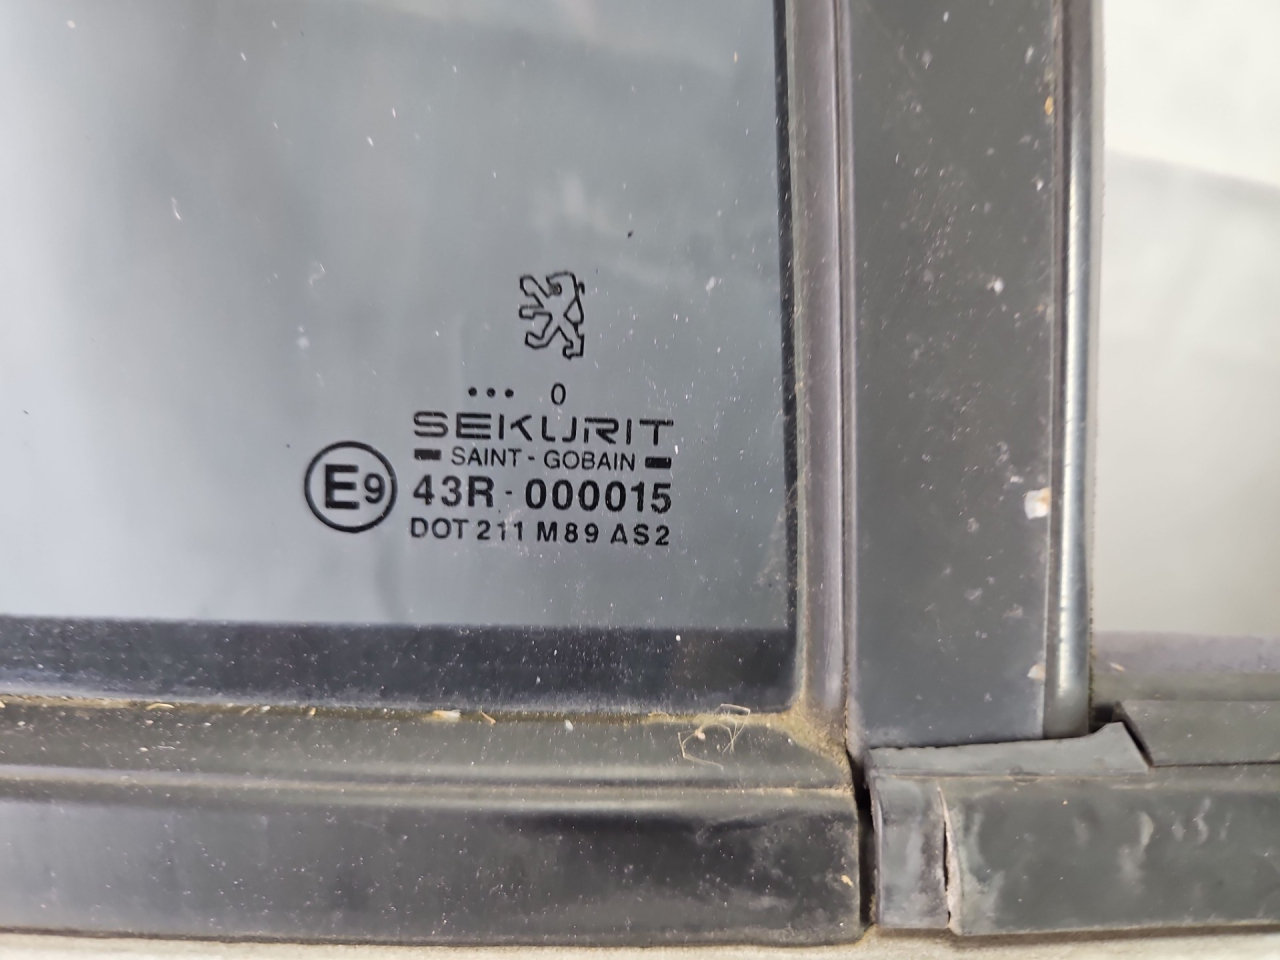 ••• 0
SEKURIT
SAINT - GOBAIN
E9 43R - 000015
DOT 211 M89 AS2